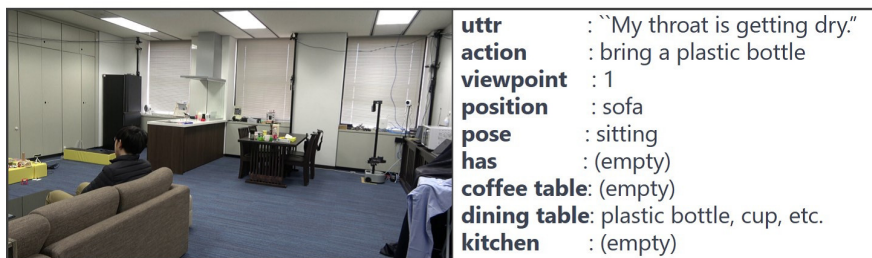 uttr : ``My throat is getting dry.”
action : bring a plastic bottle
viewpoint : 1
position : sofa
pose : sitting
has : (empty)
coffee table: (empty)
dining table: plastic bottle, cup, etc.
kitchen : (empty)